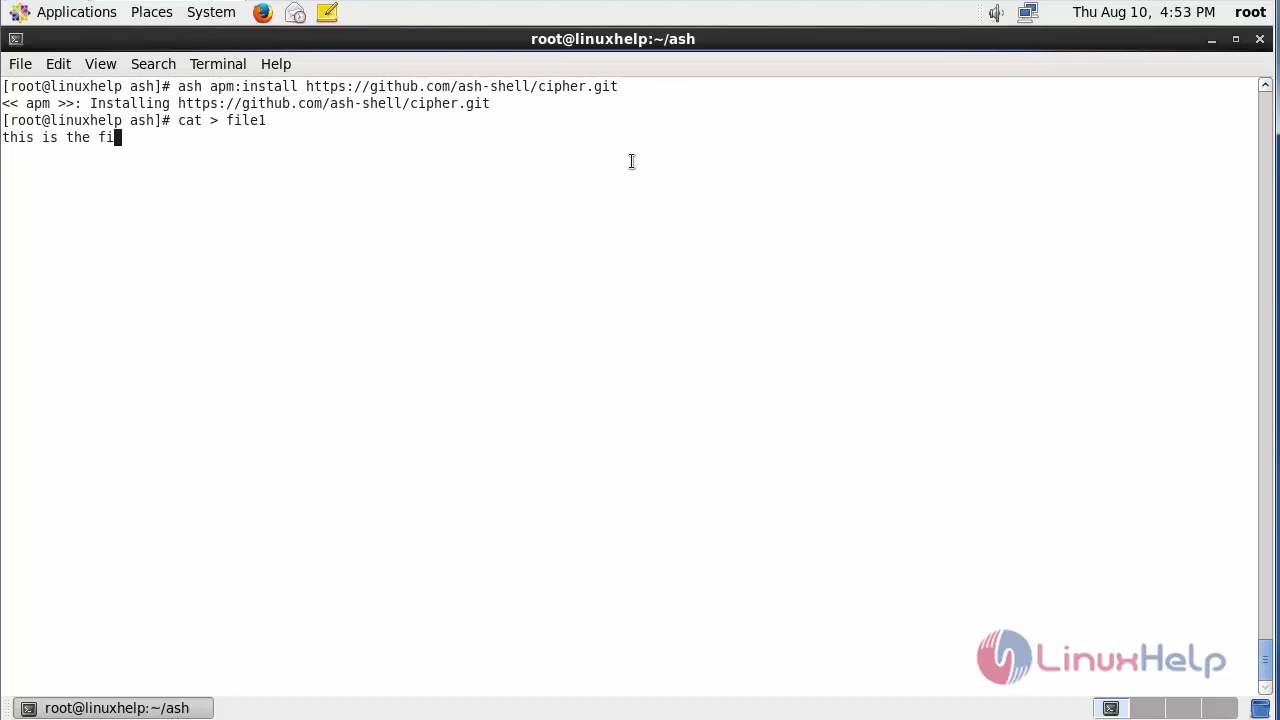 Applications Places System Thu Aug 10, 4:53 PM root
root@linuxhelp:~/ash
File Edit View Search Terminal Help
[root@linuxhelp ash]# ash apm:install https://github.com/ash-shell/cipher.git
<< apm >>: Installing https://github.com/ash-shell/cipher.git
[root@linuxhelp ash]# cat > file1
this is the fi
LinuxHelp
root@linuxhelp:~/ash